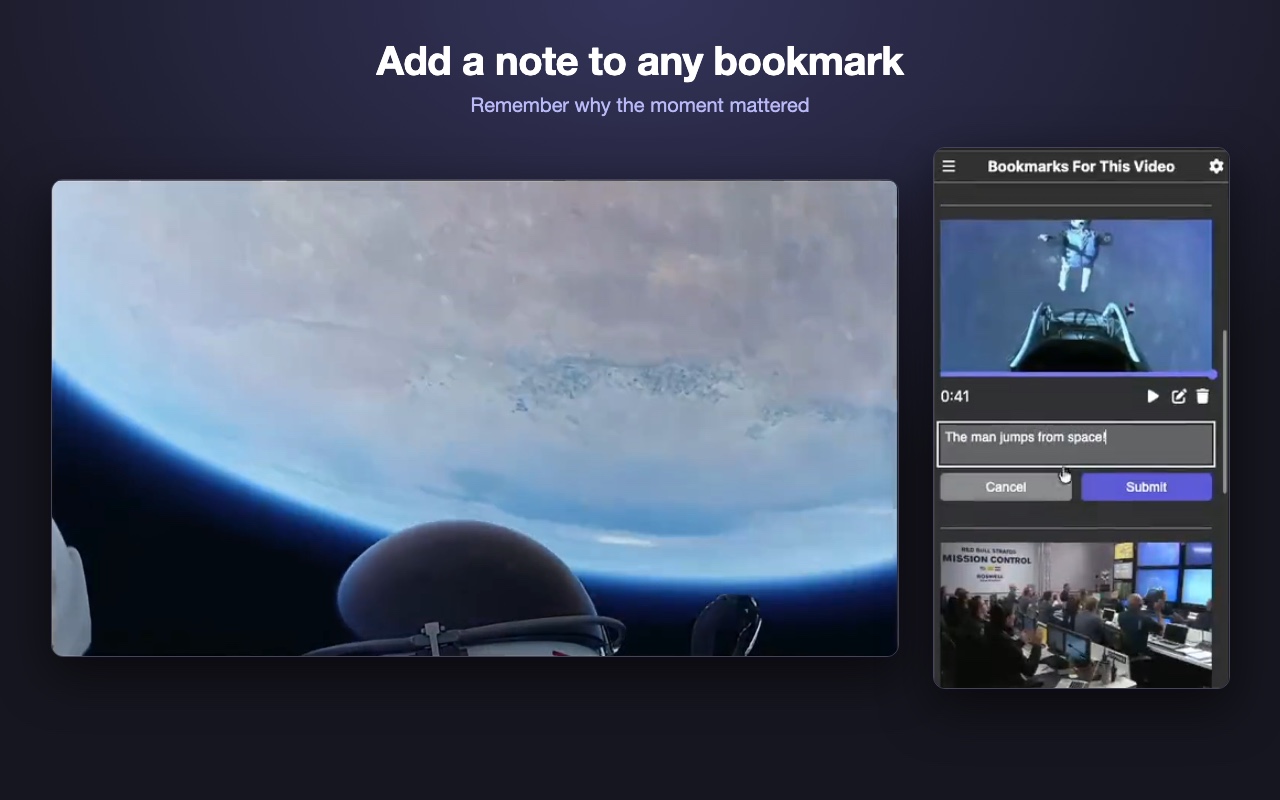 Add a note to any bookmark
Remember why the moment mattered
Bookmarks For This Video
0:41
The man jumps from space!
Cancel
Submit
RED BULL STRATOS
MISSION CONTROL
ROSWELL